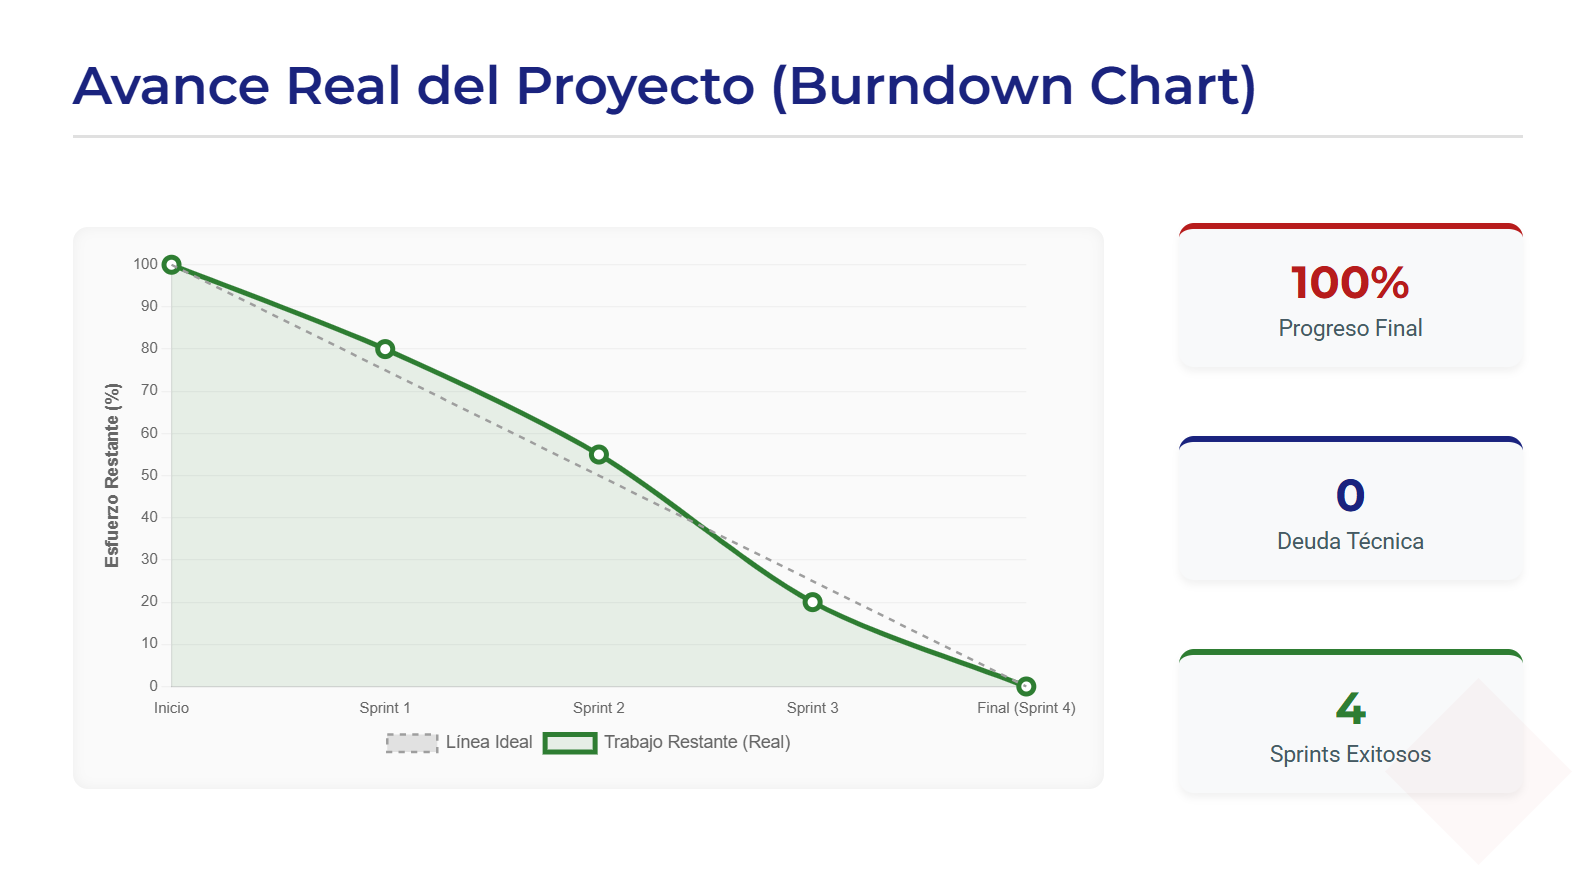 Avance Real del Proyecto (Burndown Chart)
Esfuerzo Restante (%)
100
90
80
70
60
50
40
30
20
10
0
Inicio
Sprint 1
Sprint 2
Sprint 3
Final (Sprint 4)
Línea Ideal
Trabajo Restante (Real)
100%
Progreso Final
0
Deuda Técnica
4
Sprints Exitosos